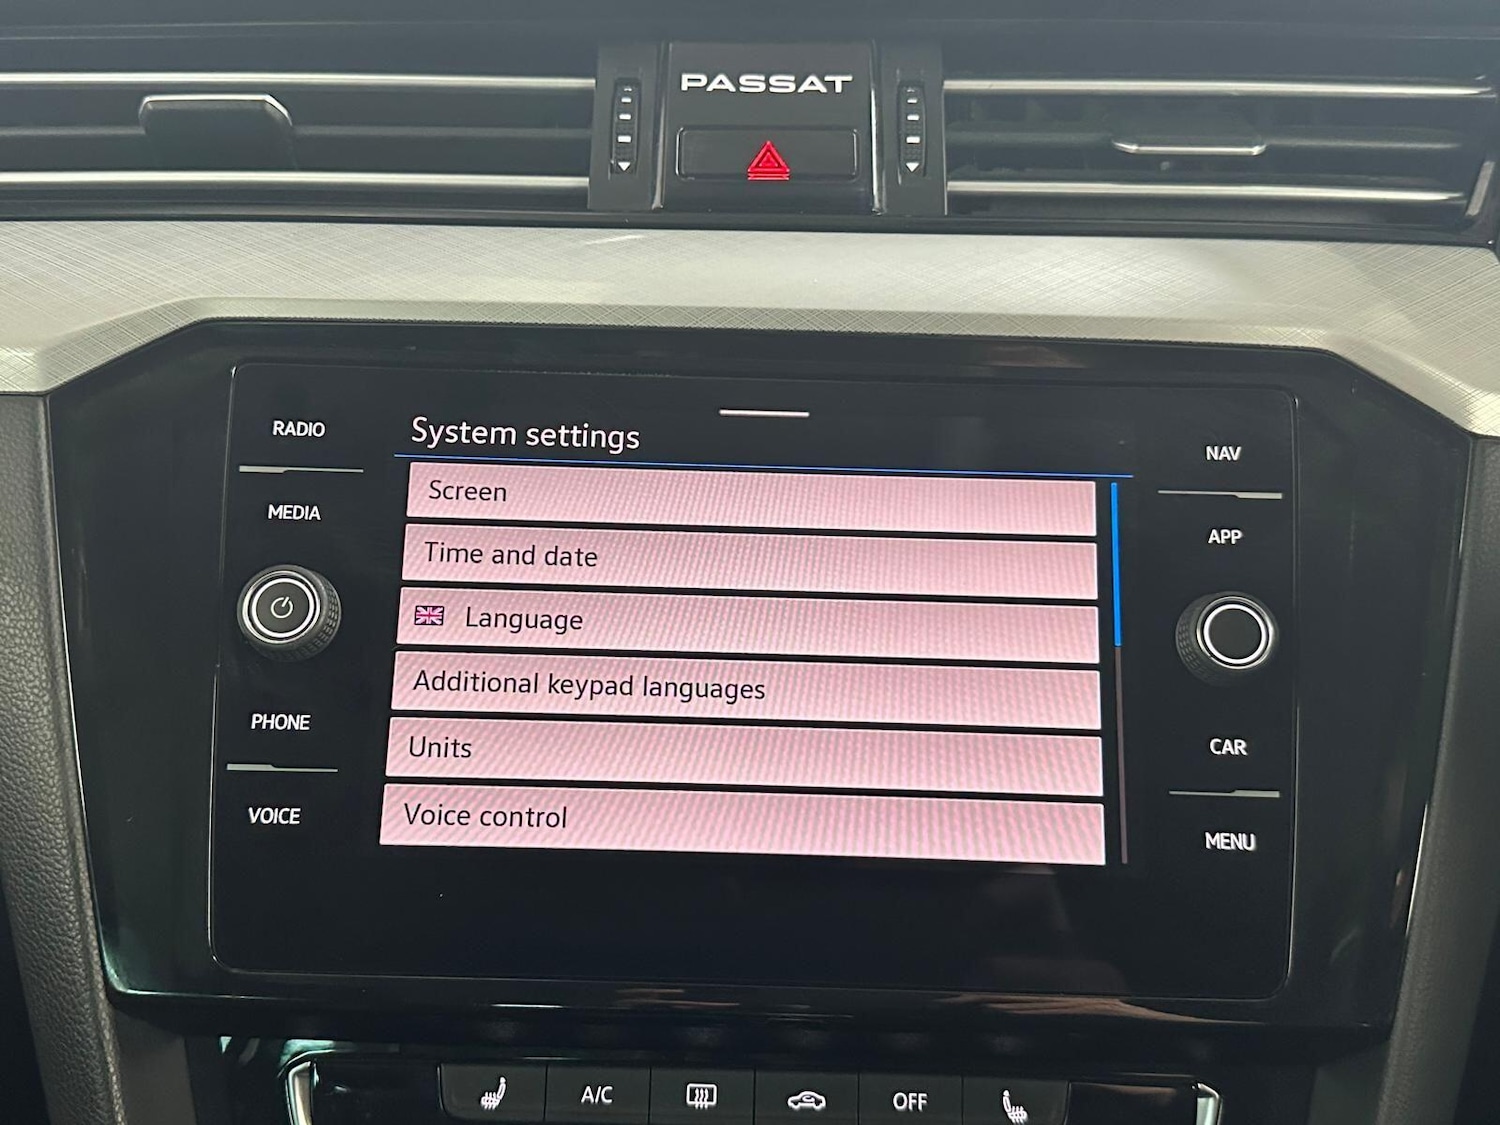 PASSAT
RADIO
MEDIA
PHONE
VOICE
System settings
Screen
Time and date
Language
Additional keypad languages
Units
Voice control
NAV
APP
CAR
MENU
A/C
OFF